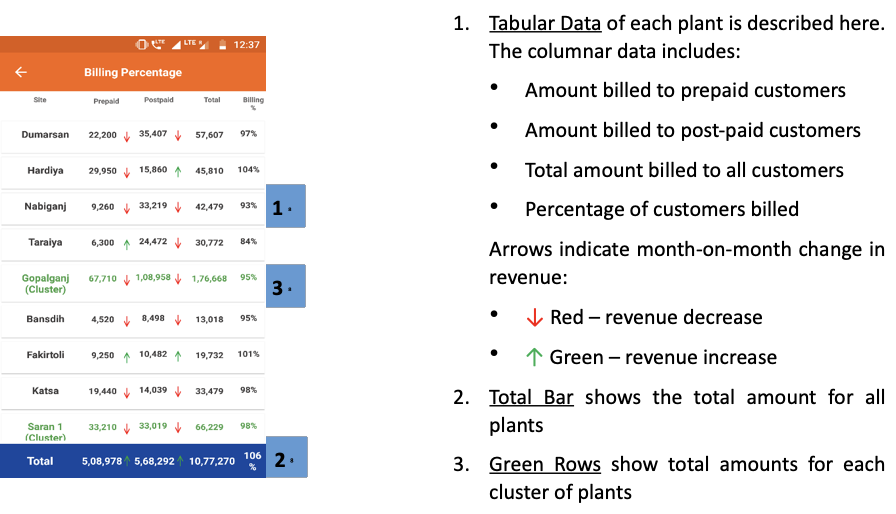 LTE LTE 12:37
Billing Percentage
Site Prepaid Postpaid Total Billing %
Dumarsan 22,200 ↓ 35,407 ↓ 57,607 97%
Hardiya 29,950 ↓ 15,860 ↑ 45,810 104%
Nabiganj 9,260 ↓ 33,219 ↓ 42,479 93%
Taraiya 6,300 ↑ 24,472 ↓ 30,772 84%
Gopalganj 67,710 ↓ 1,08,958 ↓ 1,76,668 95%
(Cluster)
Bansdih 4,520 ↓ 8,498 ↓ 13,018 95%
Fakirtoli 9,250 ↑ 10,482 ↑ 19,732 101%
Katsa 19,440 ↓ 14,039 ↓ 33,479 98%
Saran 1 33,210 ↓ 33,019 ↓ 66,229 98%
(Cluster)
Total 5,08,978 ↑ 5,68,292 ↑ 10,77,270 106 %
1
3
2
1. Tabular Data of each plant is described here.
The columnar data includes:
• Amount billed to prepaid customers
• Amount billed to post-paid customers
• Total amount billed to all customers
• Percentage of customers billed
Arrows indicate month-on-month change in
revenue:
• ↓ Red – revenue decrease
• ↑ Green – revenue increase
2. Total Bar shows the total amount for all
plants
3. Green Rows show total amounts for each
cluster of plants